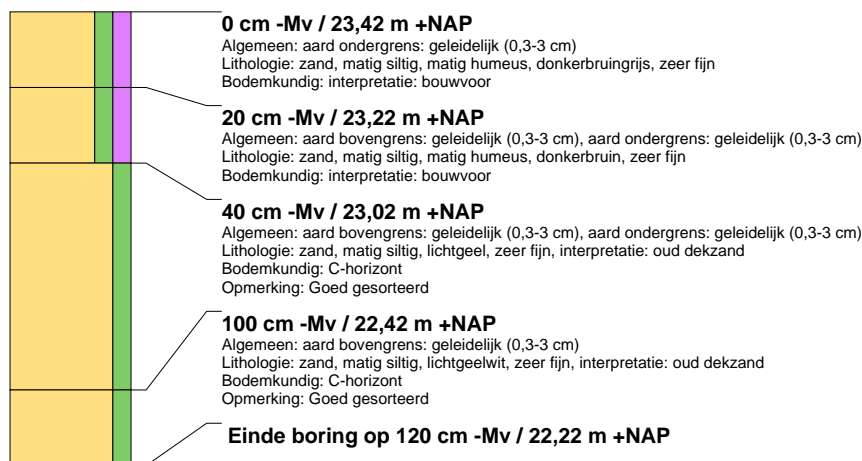 0 cm -Mv / 23,42 m +NAP
Algemeen: aard ondergrens: geleidelijk (0,3-3 cm)
Lithologie: zand, matig siltig, matig humeus, donkerbruingrijs, zeer fijn
Bodemkundig: interpretatie: bouwvoor
20 cm -Mv / 23,22 m +NAP
Algemeen: aard bovengrens: geleidelijk (0,3-3 cm), aard ondergrens: geleidelijk (0,3-3 cm)
Lithologie: zand, matig siltig, matig humeus, donkerbruin, zeer fijn
Bodemkundig: interpretatie: bouwvoor
40 cm -Mv / 23,02 m +NAP
Algemeen: aard bovengrens: geleidelijk (0,3-3 cm), aard ondergrens: geleidelijk (0,3-3 cm)
Lithologie: zand, matig siltig, lichtgeel, zeer fijn, interpretatie: oud dekzand
Bodemkundig: C-horizont
Opmerking: Goed gesorteerd
100 cm -Mv / 22,42 m +NAP
Algemeen: aard bovengrens: geleidelijk (0,3-3 cm)
Lithologie: zand, matig siltig, lichtgeelwit, zeer fijn, interpretatie: oud dekzand
Bodemkundig: C-horizont
Opmerking: Goed gesorteerd
Einde boring op 120 cm -Mv / 22,22 m +NAP